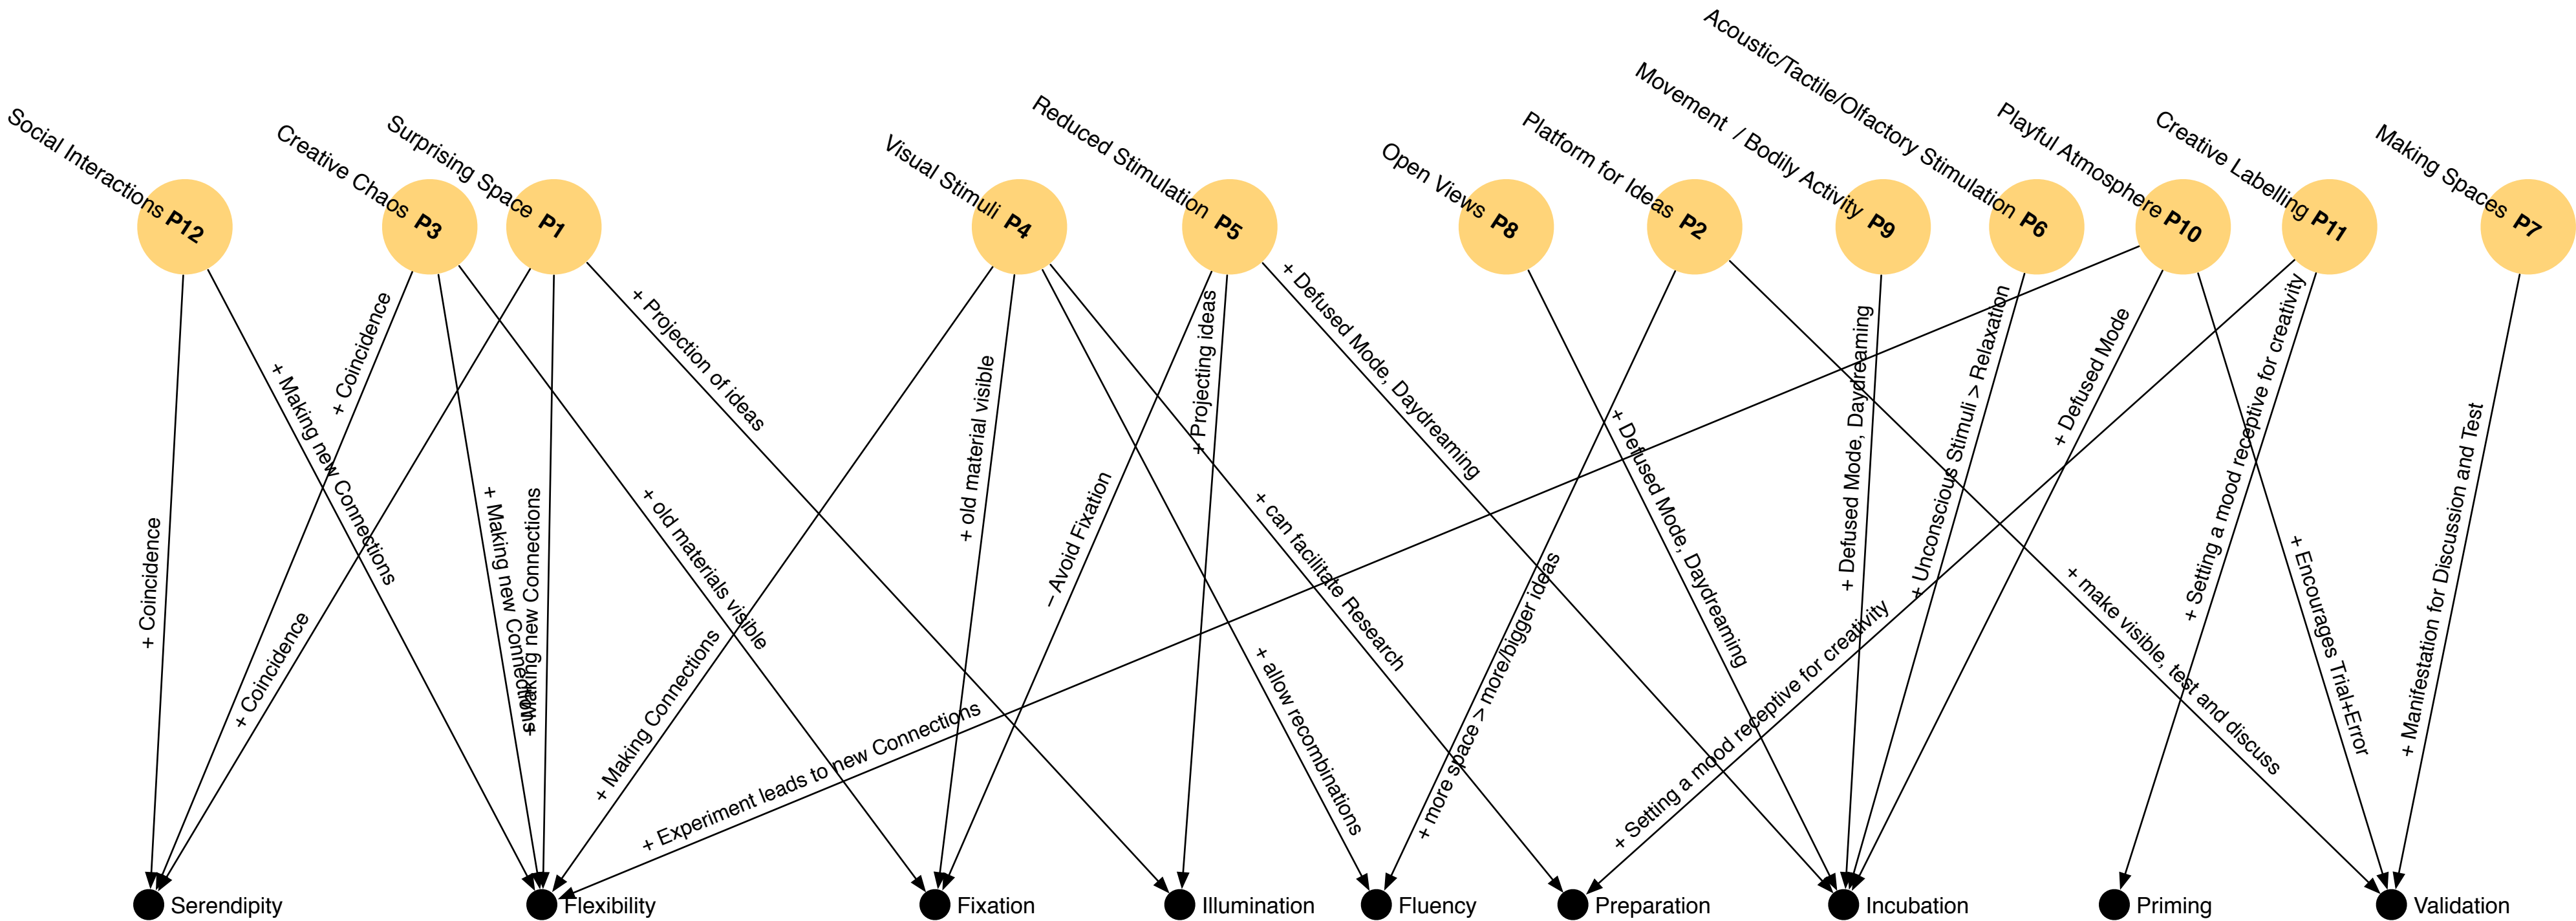 Social Interactions P12
Creative Chaos P3
Surprising Space P1
Visual Stimuli P4
Reduced Stimulation P5
Open Views P8
Platform for Ideas P2
Movement / Bodily Activity P9
Acoustic/Tactile/Olfactory Stimulation P6
Playful Atmosphere P10
Creative Labelling P11
Making Spaces P7
+ Coincidence
+ Making new Connections
+ Coincidence
+ Making new Connections
+ old materials visible
+ Coincidence
+ Making new Connections
+ Projection of ideas
+ Making Connections
+ old material visible
+ allow recombinations
+ can facilitate Research
– Avoid Fixation
+ Projecting ideas
+ Defused Mode, Daydreaming
+ Defused Mode, Daydreaming
+ more space > more/bigger ideas
+ make visible, test and discuss
+ Defused Mode, Daydreaming
+ Unconscious Stimuli > Relaxation
+ Experiment leads to new Connections
+ Defused Mode
+ Encourages Trial+Error
+ Setting a mood receptive for creativity
+ Setting a mood receptive for creativity
+ Manifestation for Discussion and Test
Serendipity
Flexibility
Fixation
Illumination
Fluency
Preparation
Incubation
Priming
Validation